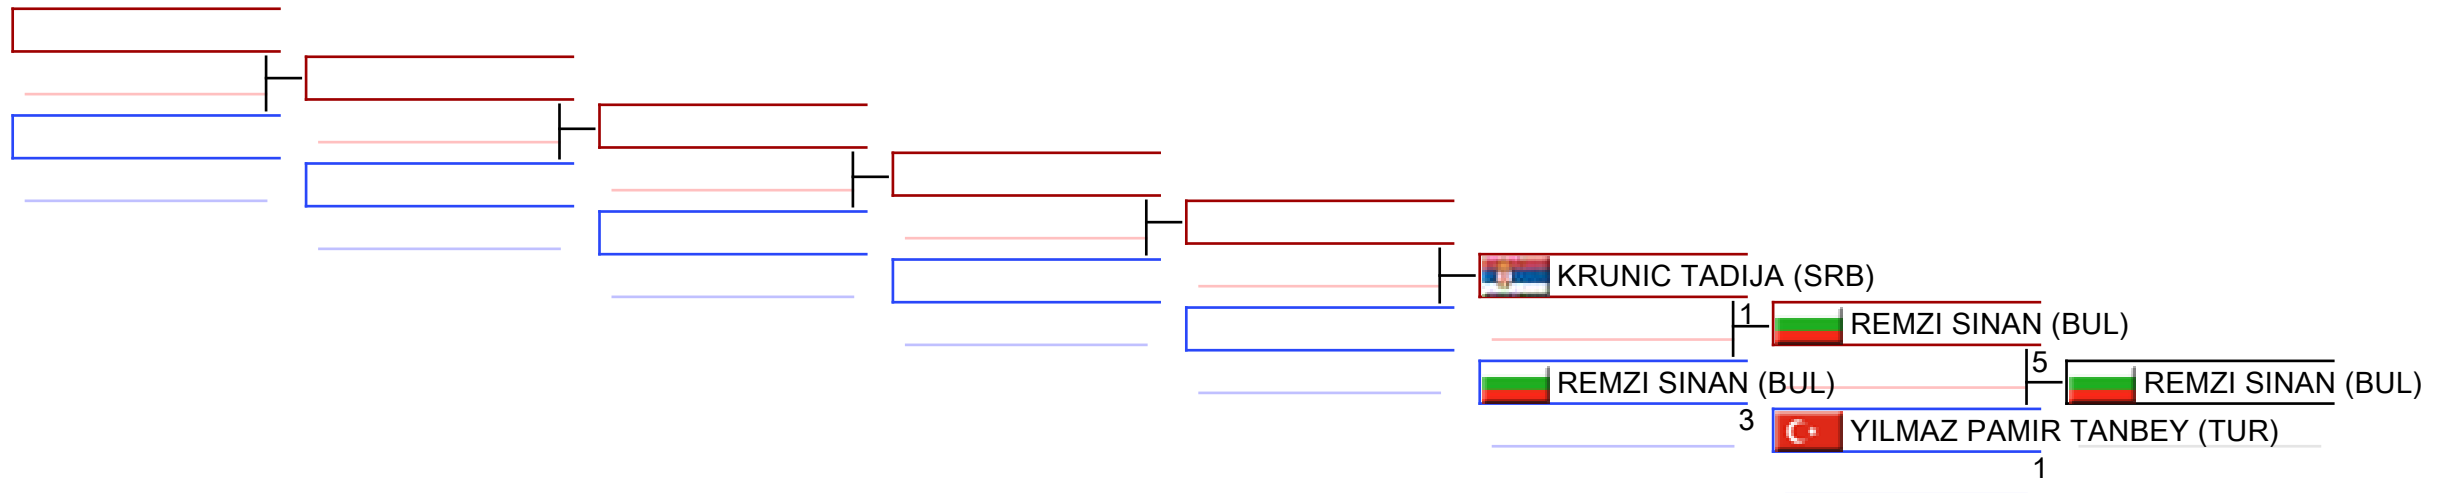 KRUNIC TADIJA (SRB)
1
REMZI SINAN (BUL)
5
REMZI SINAN (BUL)
REMZI SINAN (BUL)
3
YILMAZ PAMIR TANBEY (TUR)
1